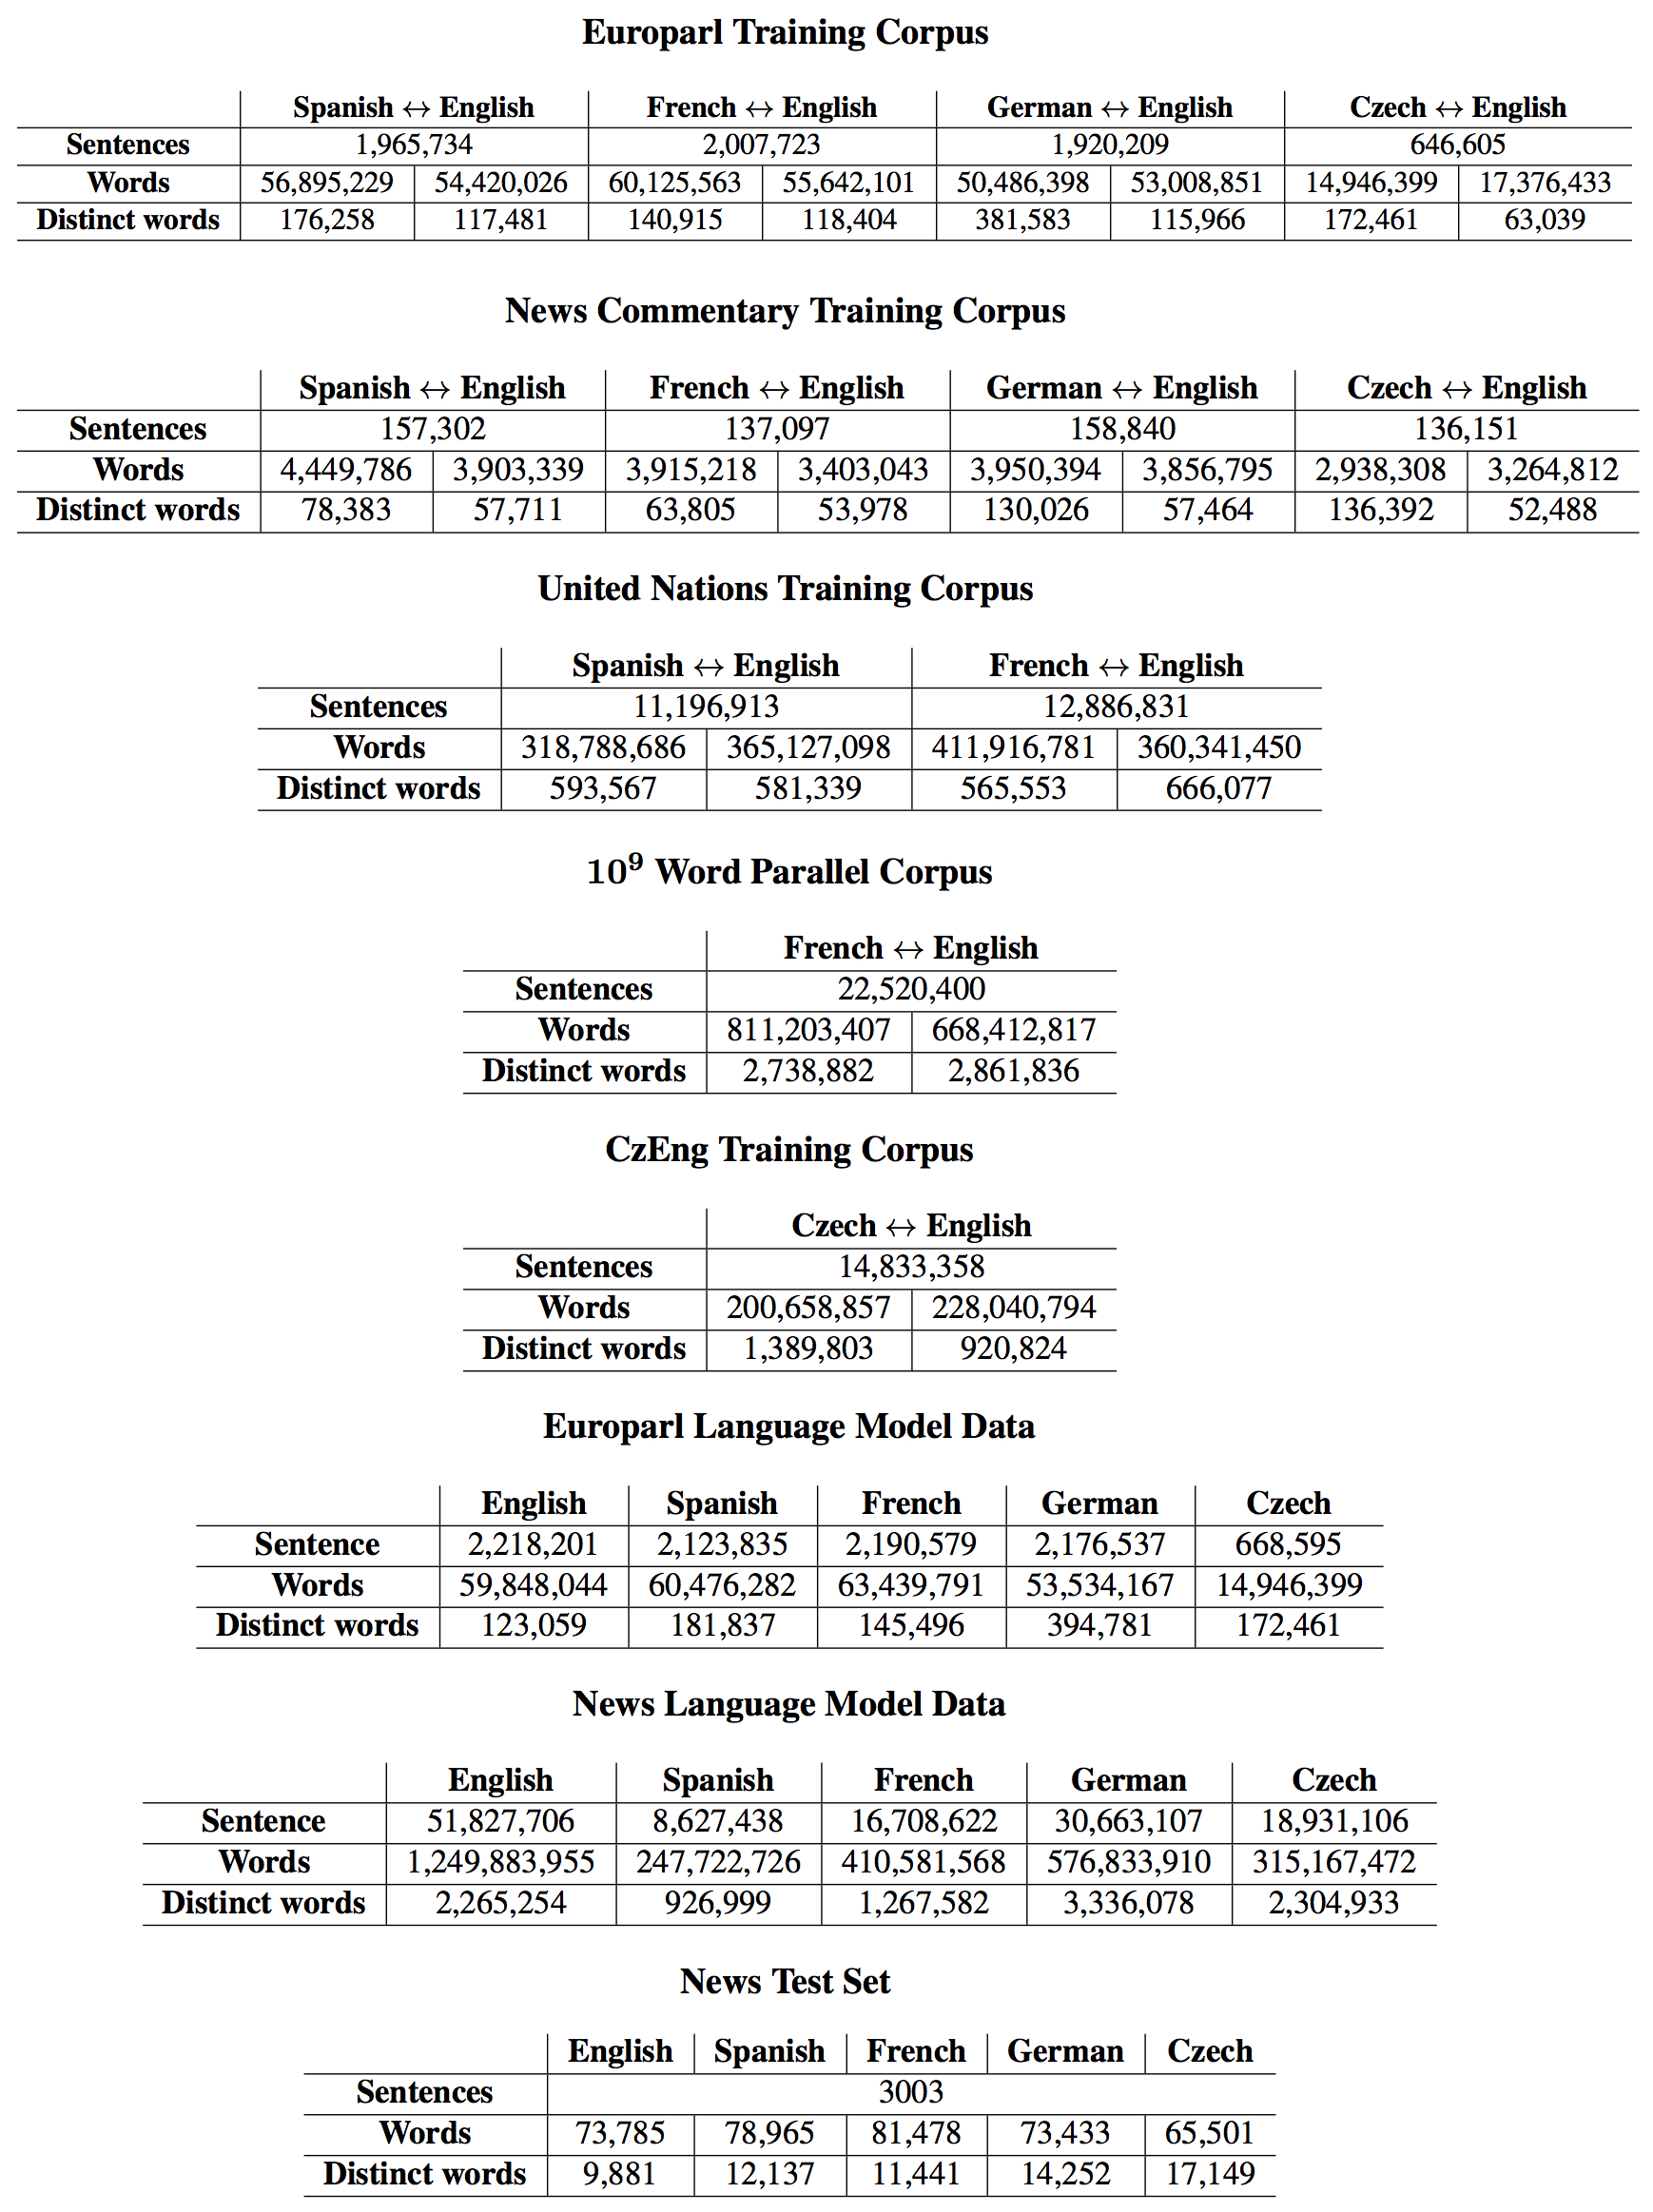 Europarl Training Corpus
Spanish ↔ English French ↔ English German ↔ English Czech ↔ English
Sentences 1,965,734 2,007,723 1,920,209 646,605
Words 56,895,229 54,420,026 60,125,563 55,642,101 50,486,398 53,008,851 14,946,399 17,376,433
Distinct words 176,258 117,481 140,915 118,404 381,583 115,966 172,461 63,039
News Commentary Training Corpus
Spanish ↔ English French ↔ English German ↔ English Czech ↔ English
Sentences 157,302 137,097 158,840 136,151
Words 4,449,786 3,903,339 3,915,218 3,403,043 3,950,394 3,856,795 2,938,308 3,264,812
Distinct words 78,383 57,711 63,805 53,978 130,026 57,464 136,392 52,488
United Nations Training Corpus
Spanish ↔ English French ↔ English
Sentences 11,196,913 12,886,831
Words 318,788,686 365,127,098 411,916,781 360,341,450
Distinct words 593,567 581,339 565,553 666,077
10⁹ Word Parallel Corpus
French ↔ English
Sentences 22,520,400
Words 811,203,407 668,412,817
Distinct words 2,738,882 2,861,836
CzEng Training Corpus
Czech ↔ English
Sentences 14,833,358
Words 200,658,857 228,040,794
Distinct words 1,389,803 920,824
Europarl Language Model Data
English Spanish French German Czech
Sentence 2,218,201 2,123,835 2,190,579 2,176,537 668,595
Words 59,848,044 60,476,282 63,439,791 53,534,167 14,946,399
Distinct words 123,059 181,837 145,496 394,781 172,461
News Language Model Data
English Spanish French German Czech
Sentence 51,827,706 8,627,438 16,708,622 30,663,107 18,931,106
Words 1,249,883,955 247,722,726 410,581,568 576,833,910 315,167,472
Distinct words 2,265,254 926,999 1,267,582 3,336,078 2,304,933
News Test Set
English Spanish French German Czech
Sentences 3003
Words 73,785 78,965 81,478 73,433 65,501
Distinct words 9,881 12,137 11,441 14,252 17,149